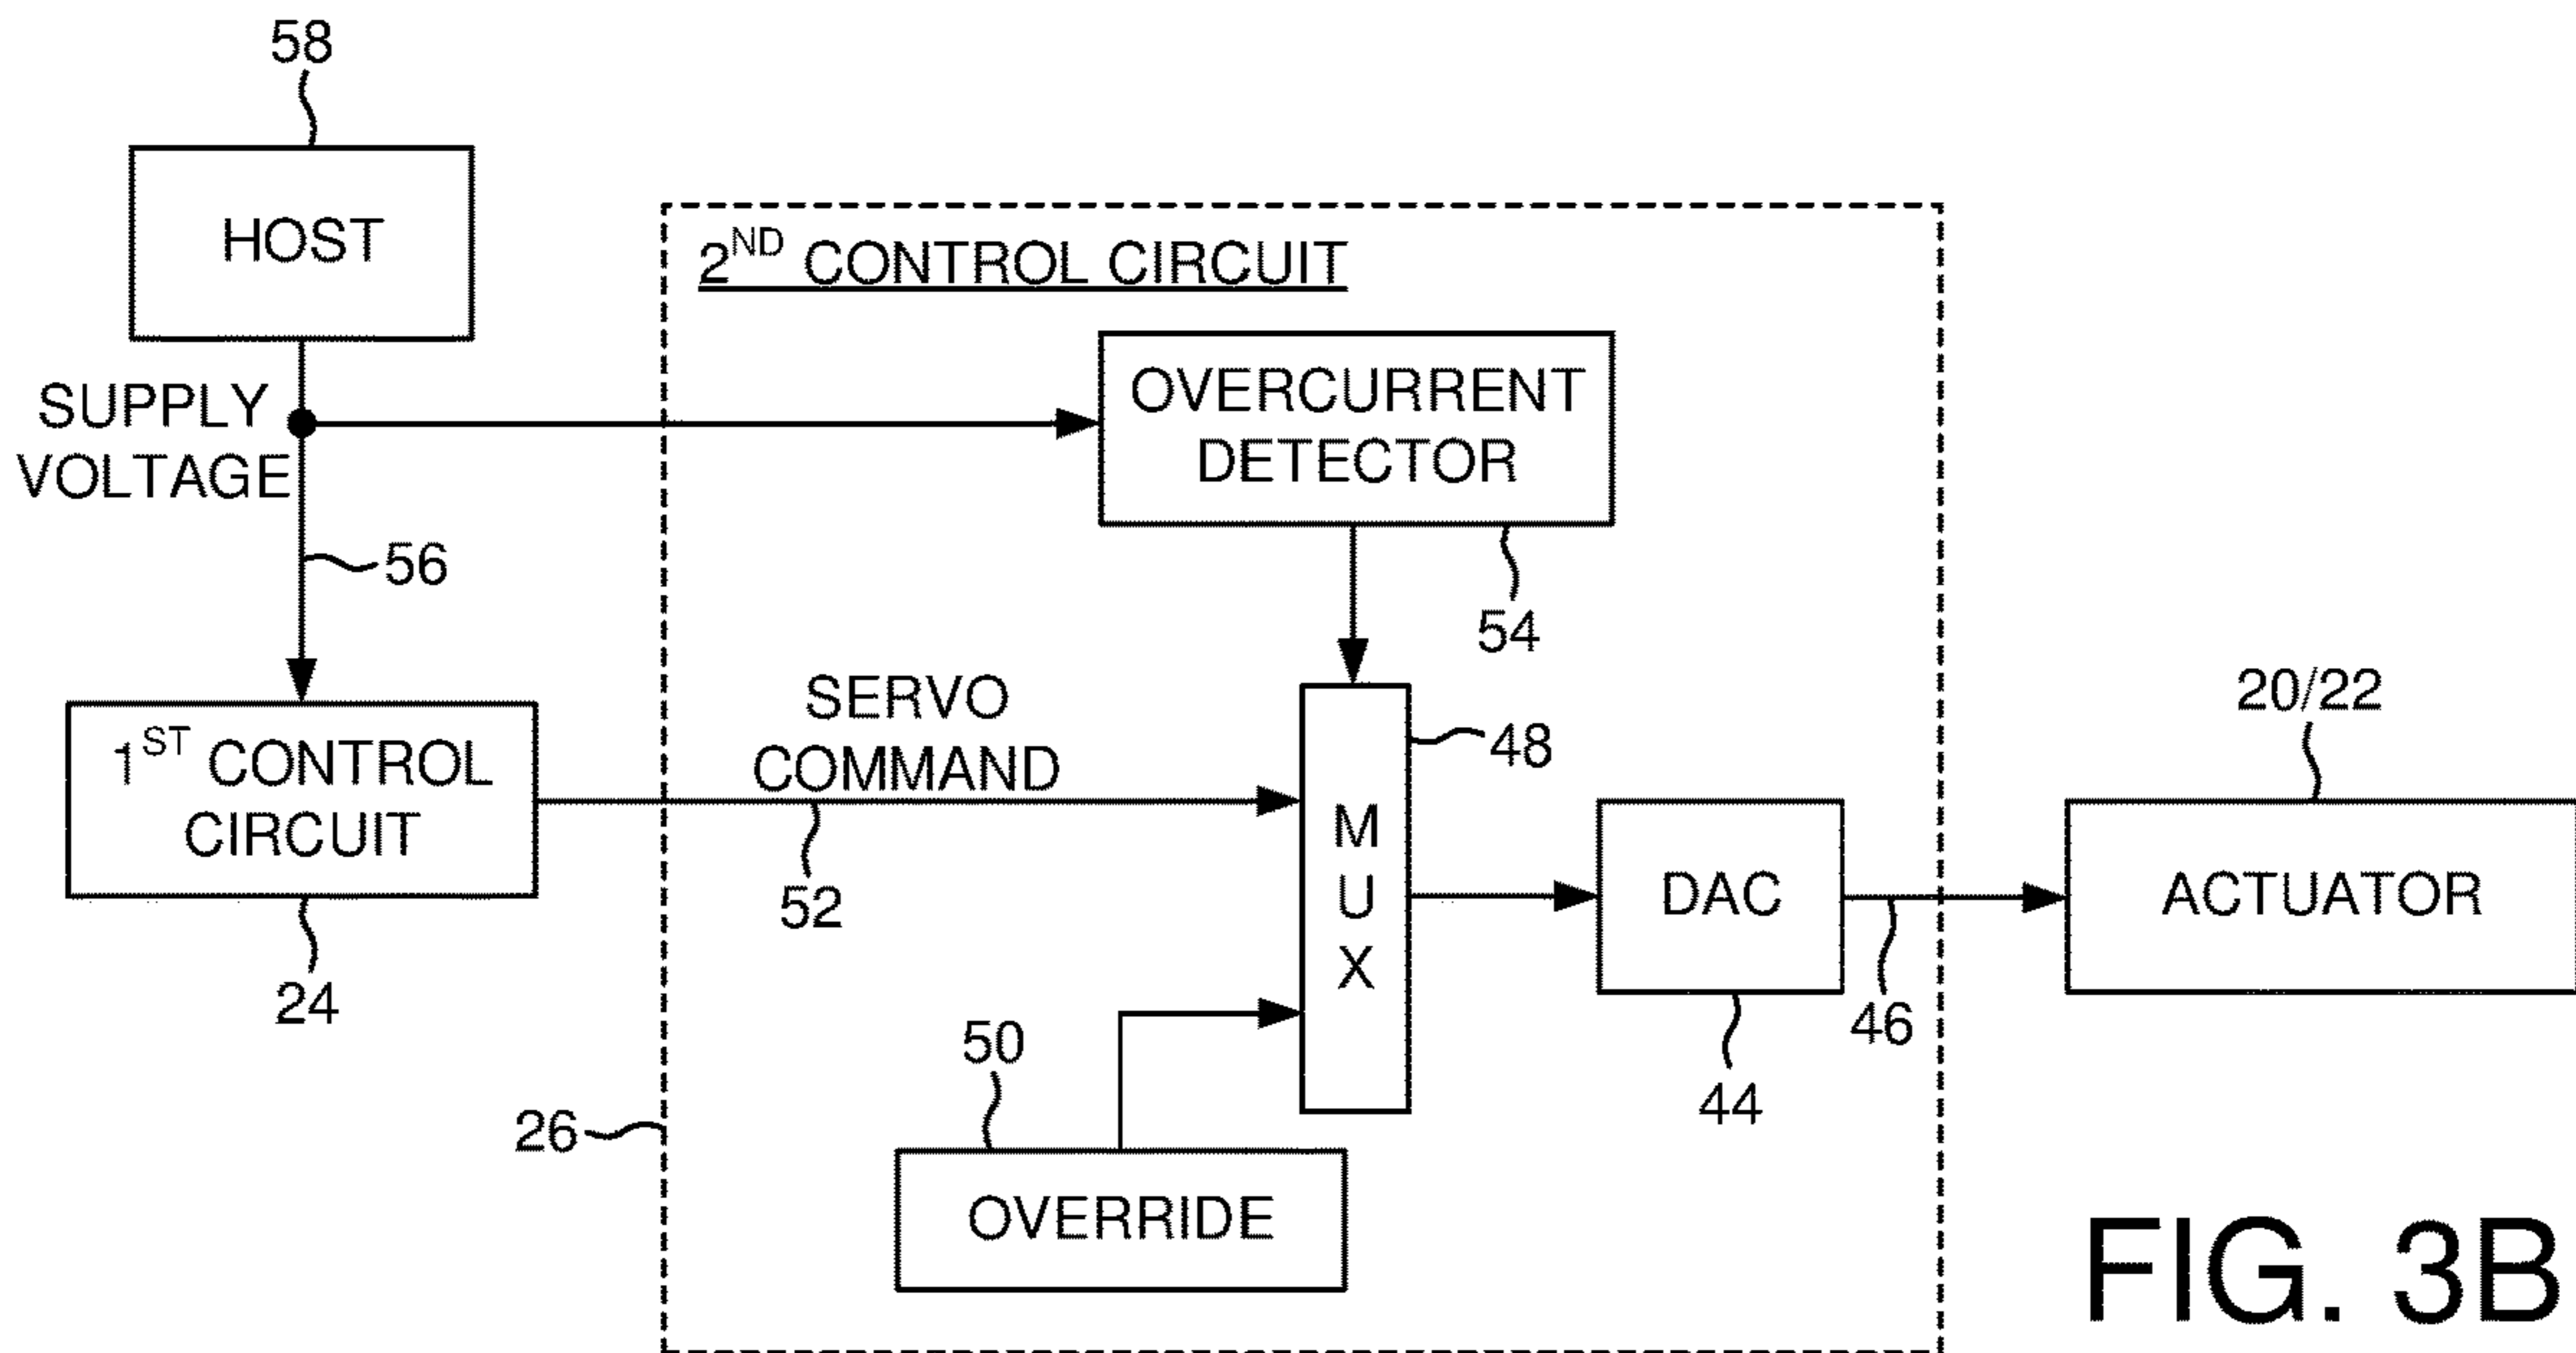 58
HOST
2ND CONTROL CIRCUIT
SUPPLY
VOLTAGE
OVERCURRENT
DETECTOR
56
54
SERVO
COMMAND
20/22
1ST CONTROL
CIRCUIT
48
M
U
X
DAC
ACTUATOR
52
24
50
46
44
26
OVERRIDE
FIG. 3B